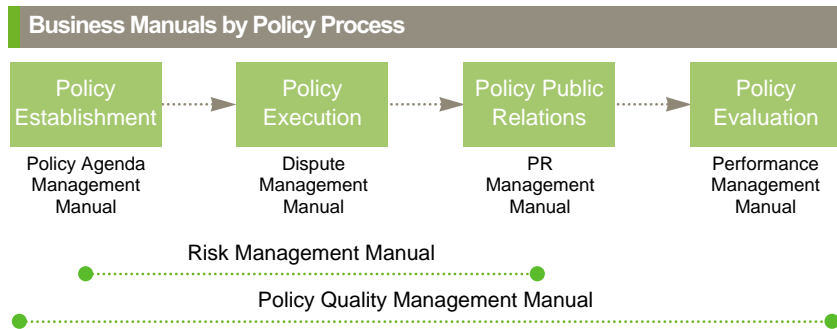 Business Manuals by Policy Process
Policy
Establishment
Policy
Execution
Policy Public
Relations
Policy
Evaluation
Policy Agenda
Management
Manual
Dispute
Management
Manual
PR
Management
Manual
Performance
Management
Manual
Risk Management Manual
Policy Quality Management Manual